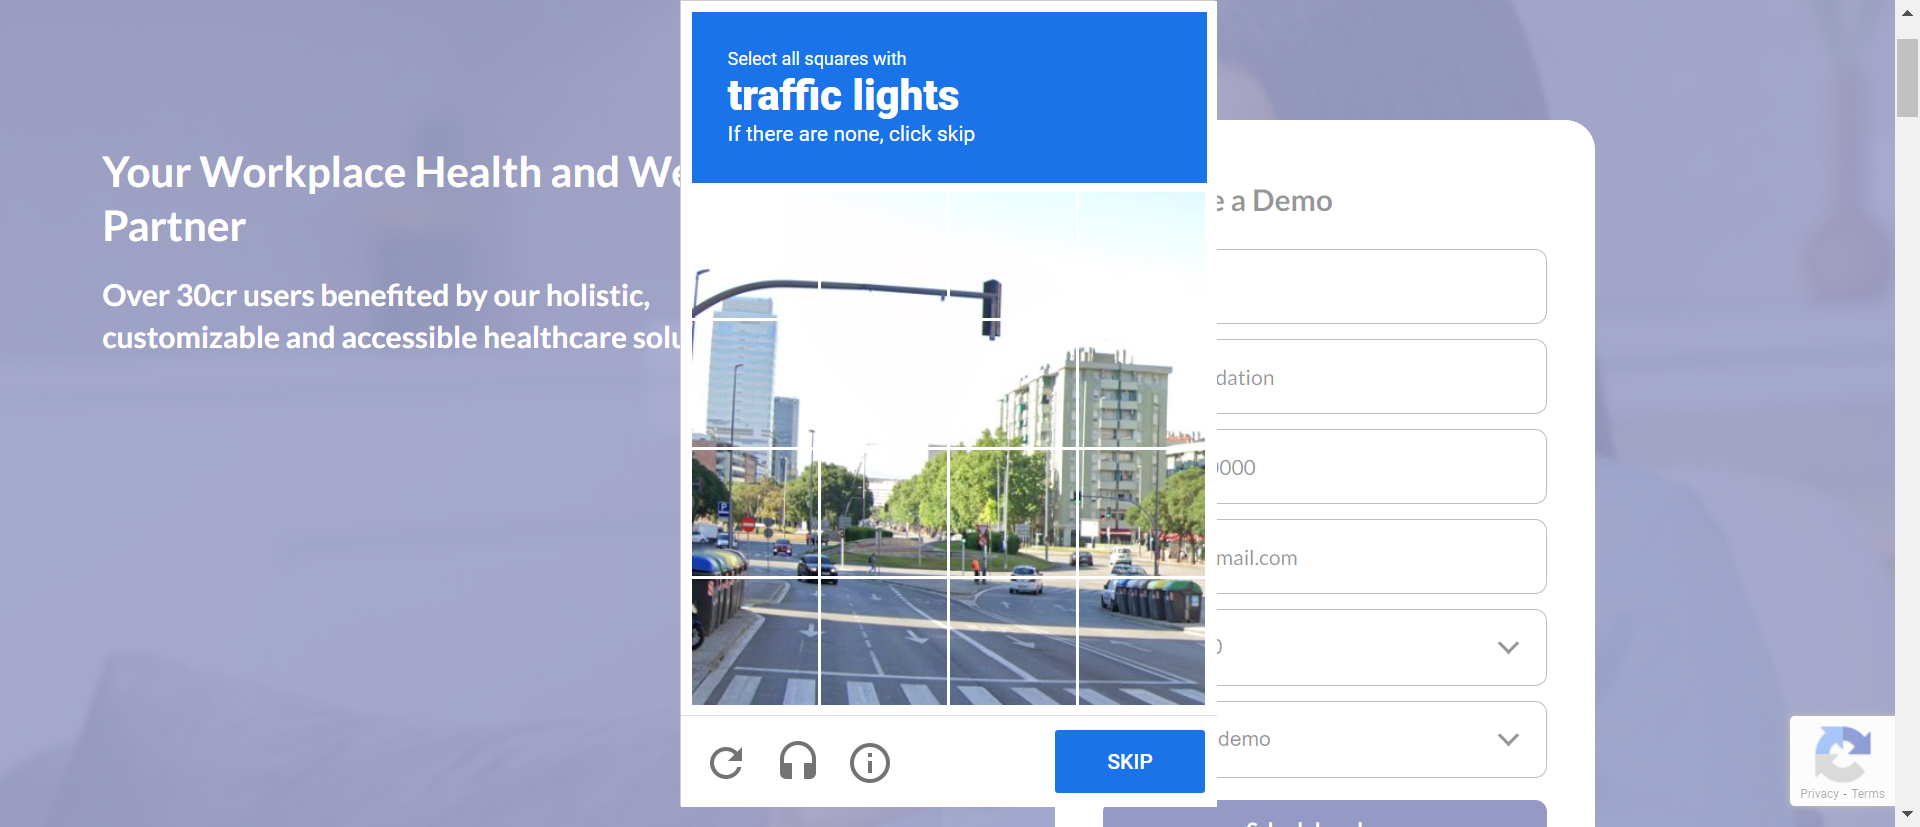 Select all squares with
traffic lights
If there are none, click skip
Your Workplace Health and We
Partner
Over 30cr users benefited by our holistic,
customizable and accessible healthcare solu
e a Demo
dation
0000
mail.com
0
demo
P
SKIP
Privacy - Terms